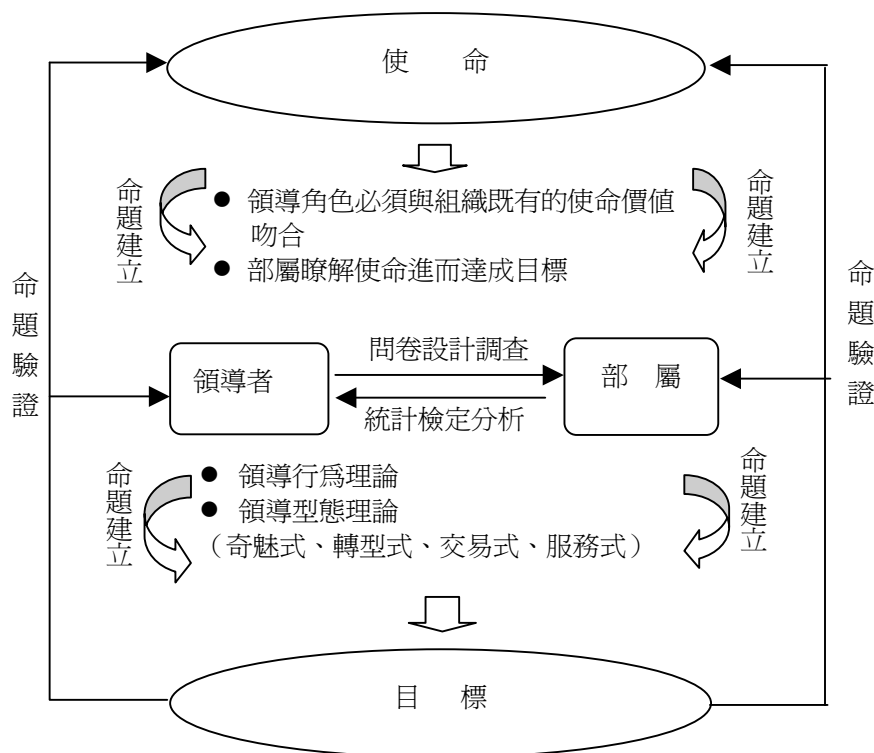 使 命
命題建立
● 領導角色必須與組織既有的使命價值
吻合
● 部屬瞭解使命進而達成目標
命題建立
命題驗證
命題驗證
領導者
問卷設計調查
統計檢定分析
部 屬
命題建立
● 領導行為理論
● 領導型態理論
（奇魅式、轉型式、交易式、服務式）
命題建立
目 標